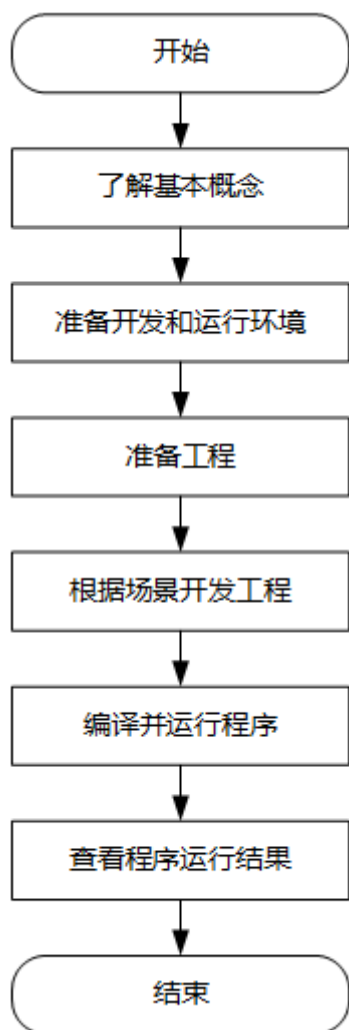 开始
了解基本概念
准备开发和运行环境
准备工程
根据场景开发工程
编译并运行程序
查看程序运行结果
结束